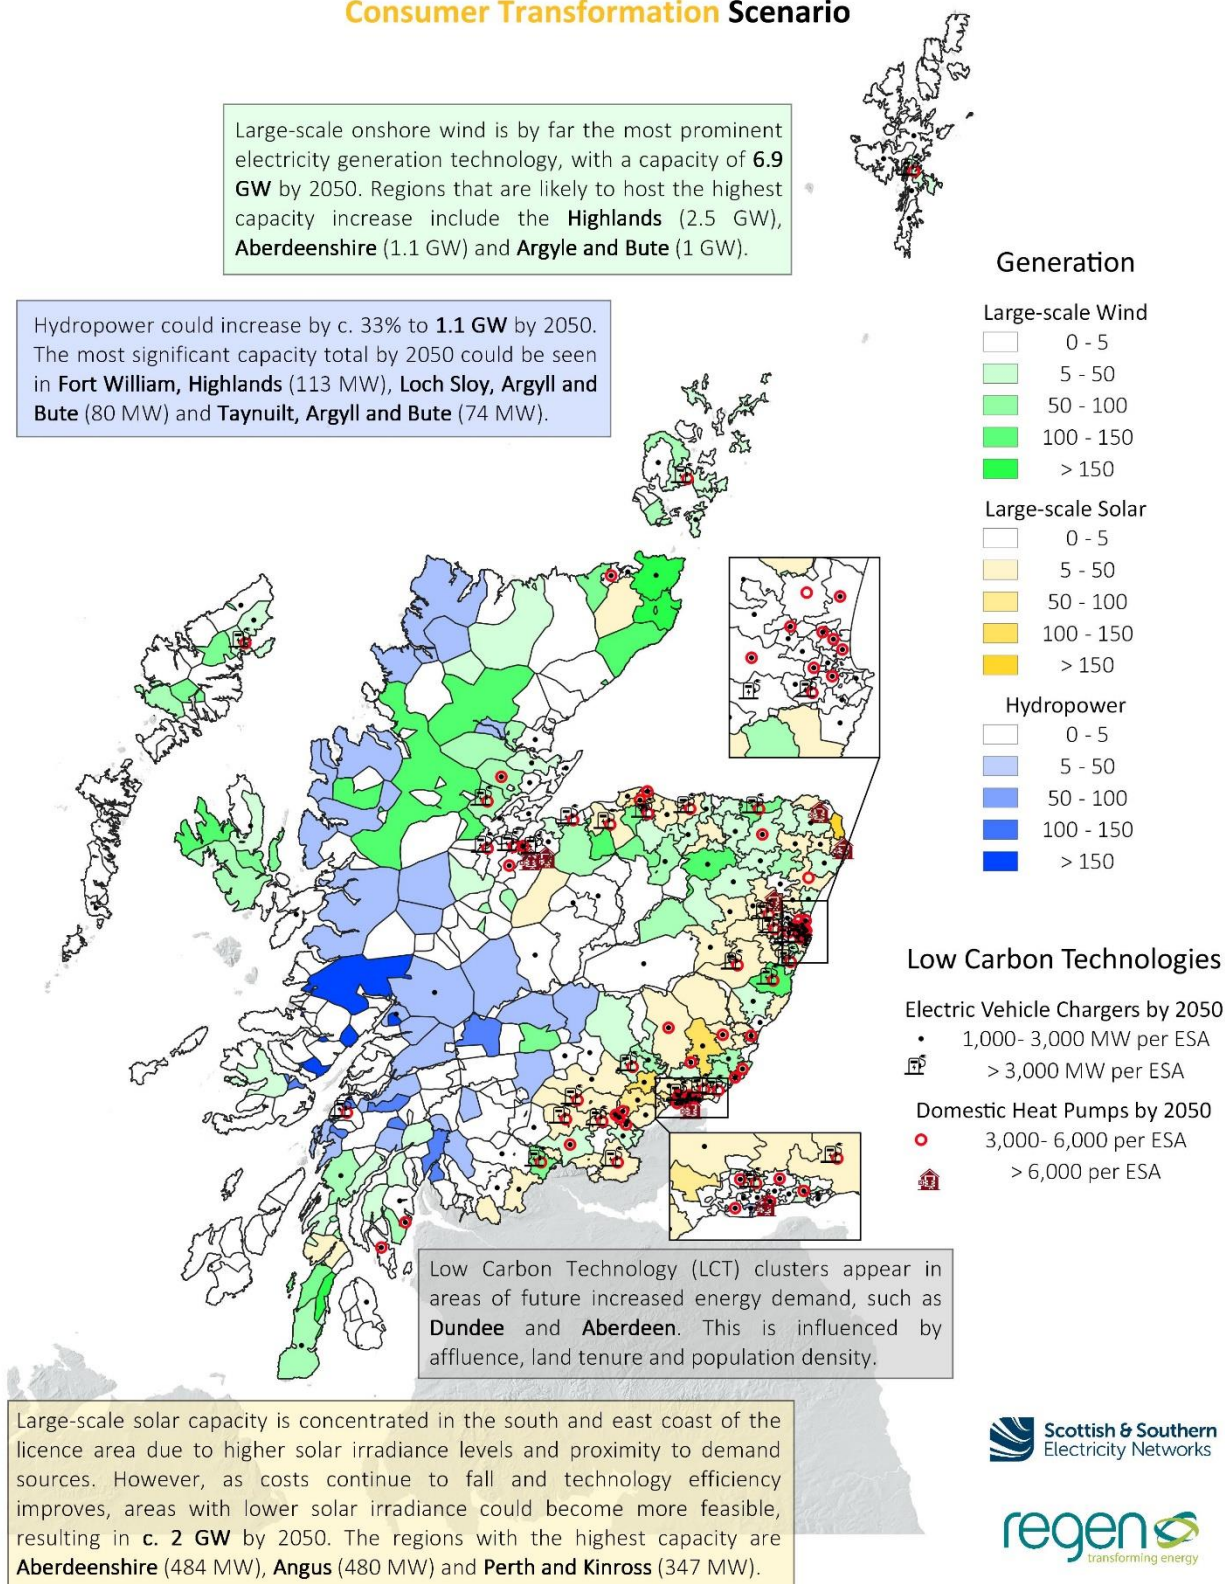 Consumer Transformation Scenario
Large-scale onshore wind is by far the most prominent
electricity generation technology, with a capacity of 6.9
GW by 2050. Regions that are likely to host the highest
capacity increase include the Highlands (2.5 GW),
Aberdeenshire (1.1 GW) and Argyle and Bute (1 GW).
Hydropower could increase by c. 33% to 1.1 GW by 2050.
The most significant capacity total by 2050 could be seen
in Fort William, Highlands (113 MW), Loch Sloy, Argyll and
Bute (80 MW) and Taynuilt, Argyll and Bute (74 MW).
Generation
Large-scale Wind
0 - 5
5 - 50
50 - 100
100 - 150
> 150
Large-scale Solar
0 - 5
5 - 50
50 - 100
100 - 150
> 150
Hydropower
0 - 5
5 - 50
50 - 100
100 - 150
> 150
Low Carbon Technologies
Electric Vehicle Chargers by 2050
1,000- 3,000 MW per ESA
> 3,000 MW per ESA
Domestic Heat Pumps by 2050
3,000- 6,000 per ESA
> 6,000 per ESA
Low Carbon Technology (LCT) clusters appear in
areas of future increased energy demand, such as
Dundee and Aberdeen. This is influenced by
affluence, land tenure and population density.
Large-scale solar capacity is concentrated in the south and east coast of the
licence area due to higher solar irradiance levels and proximity to demand
sources. However, as costs continue to fall and technology efficiency
improves, areas with lower solar irradiance could become more feasible,
resulting in c. 2 GW by 2050. The regions with the highest capacity are
Aberdeenshire (484 MW), Angus (480 MW) and Perth and Kinross (347 MW).
Scottish & Southern
Electricity Networks
regen
transforming energy